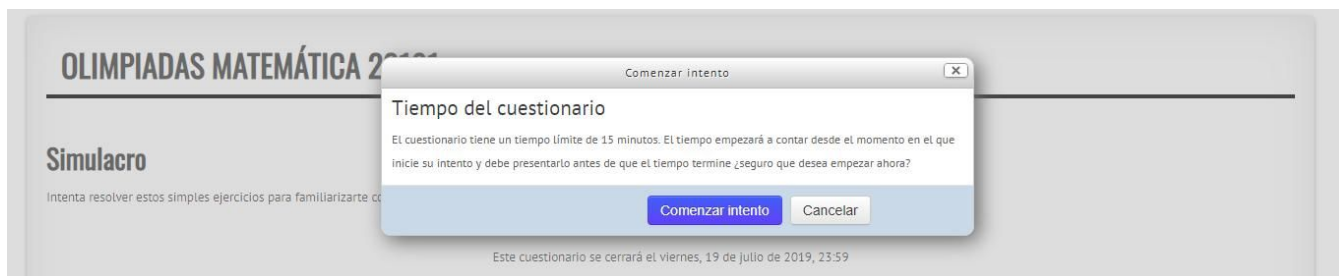 OLIMPIADAS MATEMÁTICA
Comenzar intento
Tiempo del cuestionario
El cuestionario tiene un tiempo límite de 15 minutos. El tiempo empezará a contar desde el momento en el que
inicie su intento y debe presentarlo antes de que el tiempo termine ¿seguro que desea empezar ahora?
Simulacro
Intenta resolver estos simples ejercicios para familiarizarte
Comenzar intento
Cancelar
Este cuestionario se cerrará el viernes, 19 de julio de 2019, 23:59